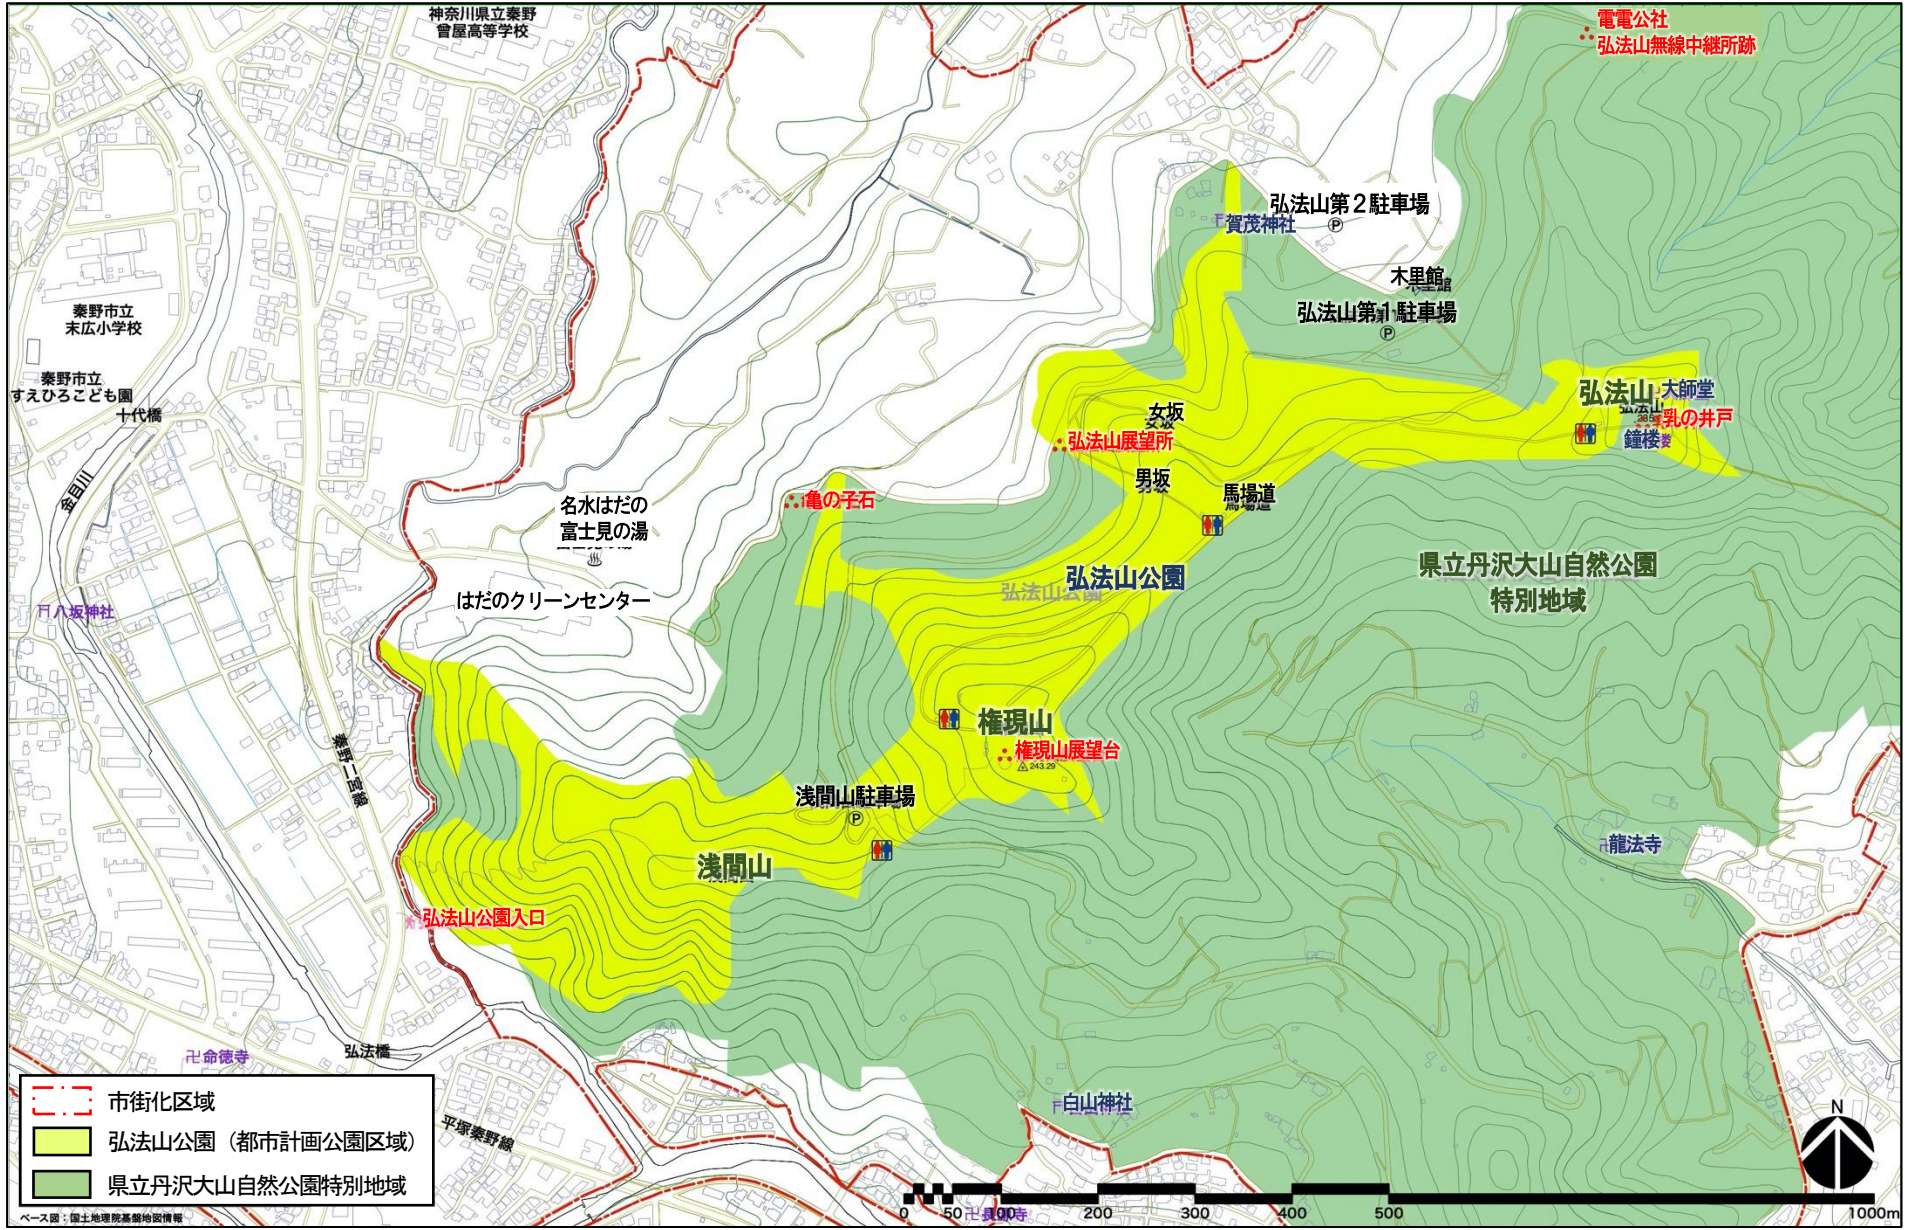 神奈川県立秦野
曾屋高等学校
電電公社
弘法山無線中継所跡
弘法山第2駐車場
賀茂神社
木里館
弘法山第1駐車場
秦野市立
末広小学校
秦野市立
すえひろこども園
十代橋
弘法山
大師堂
弘法山
乳の井戸
鐘楼
女坂
弘法山展望所
男坂
馬場道
金目川
亀の子石
名水はだの
富士見の湯
県立丹沢大山自然公園
特別地域
弘法山公園
弘法山公園
はだのクリーンセンター
八坂神社
権現山
権現山展望台
243.29
秦野二宮線
浅間山駐車場
浅間山
龍法寺
弘法山公園入口
命徳寺
弘法橋
白山神社
平塚秦野線
市街化区域
弘法山公園（都市計画公園区域）
県立丹沢大山自然公園特別地域
N
0 50 100 200 300 400 500 1000m
ベース図：国土地理院基盤地図情報